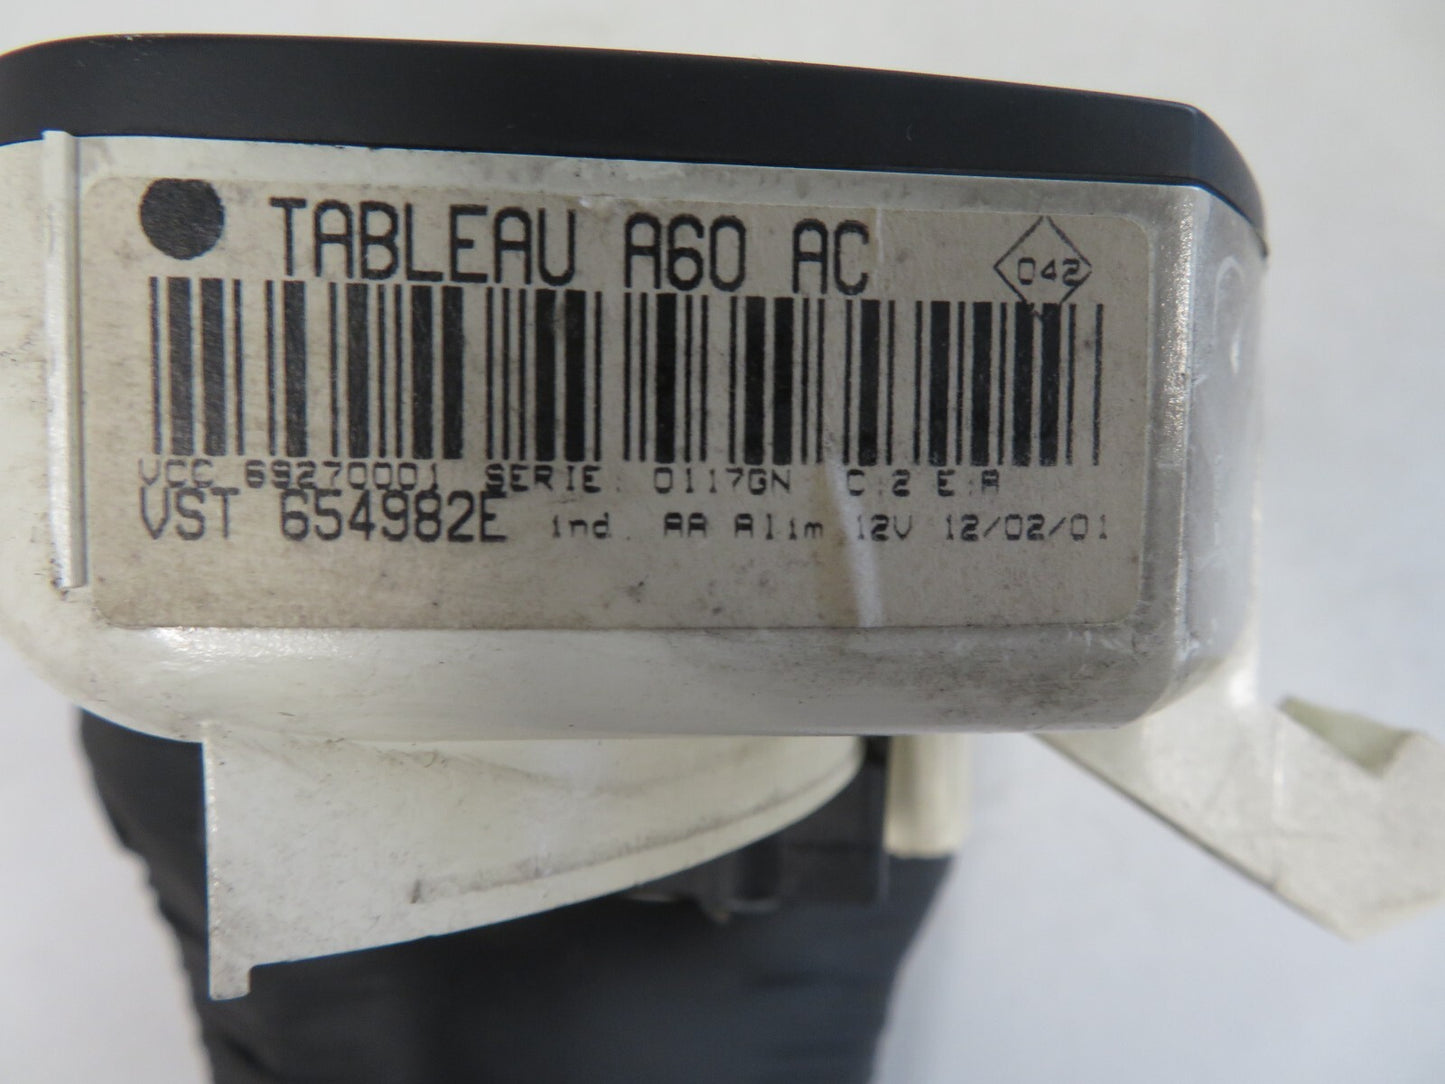 TABLEAU A60 AC
042
VCC 69270001 SERIE: 0117GN C:2 E:A
VST 654982E ind. AA Alim 12V 12/02/01